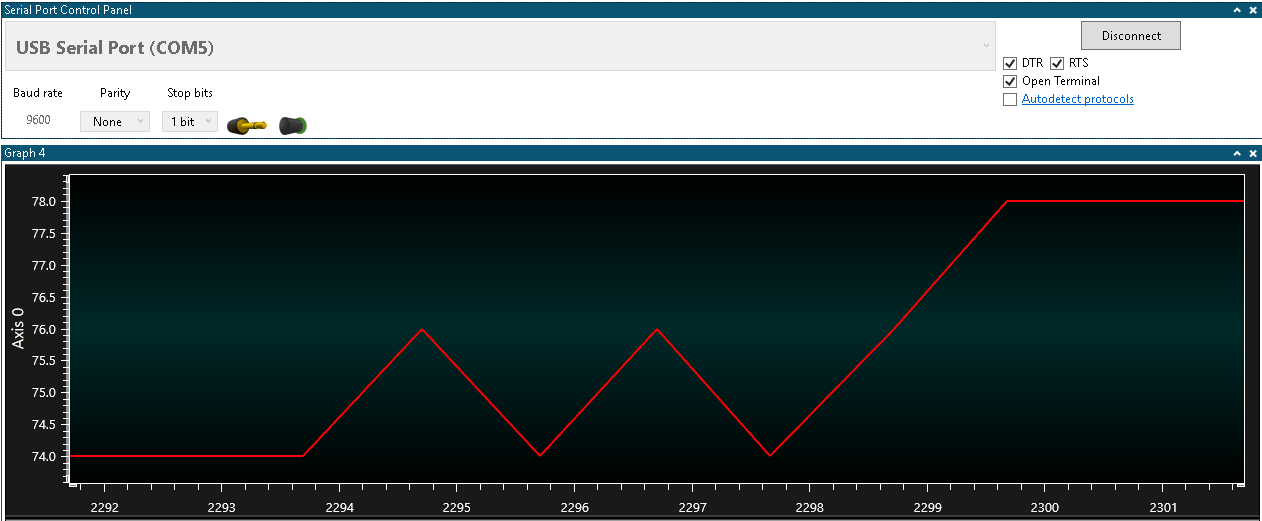 Serial Port Control Panel
USB Serial Port (COM5)
Disconnect
DTR RTS
Open Terminal
Autodetect protocols
Baud rate Parity Stop bits
9600 None 1 bit
Graph 4
Axis 0
78.0
77.5
77.0
76.5
76.0
75.5
75.0
74.5
74.0
2292 2293 2294 2295 2296 2297 2298 2299 2300 2301